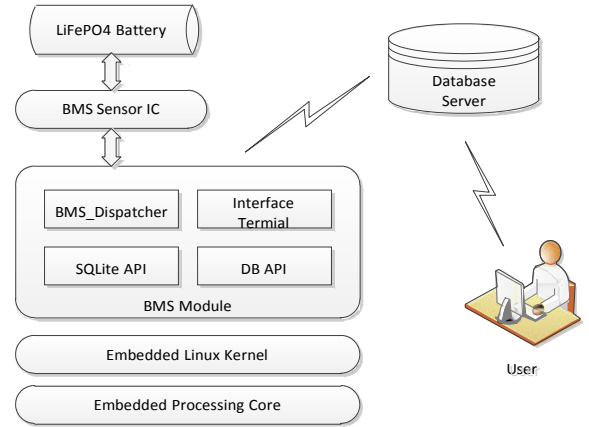 LiFePO4 Battery
BMS Sensor IC
Database
Server
BMS_Dispatcher
Interface
Termial
SQLite API
DB API
BMS Module
Embedded Linux Kernel
Embedded Processing Core
User